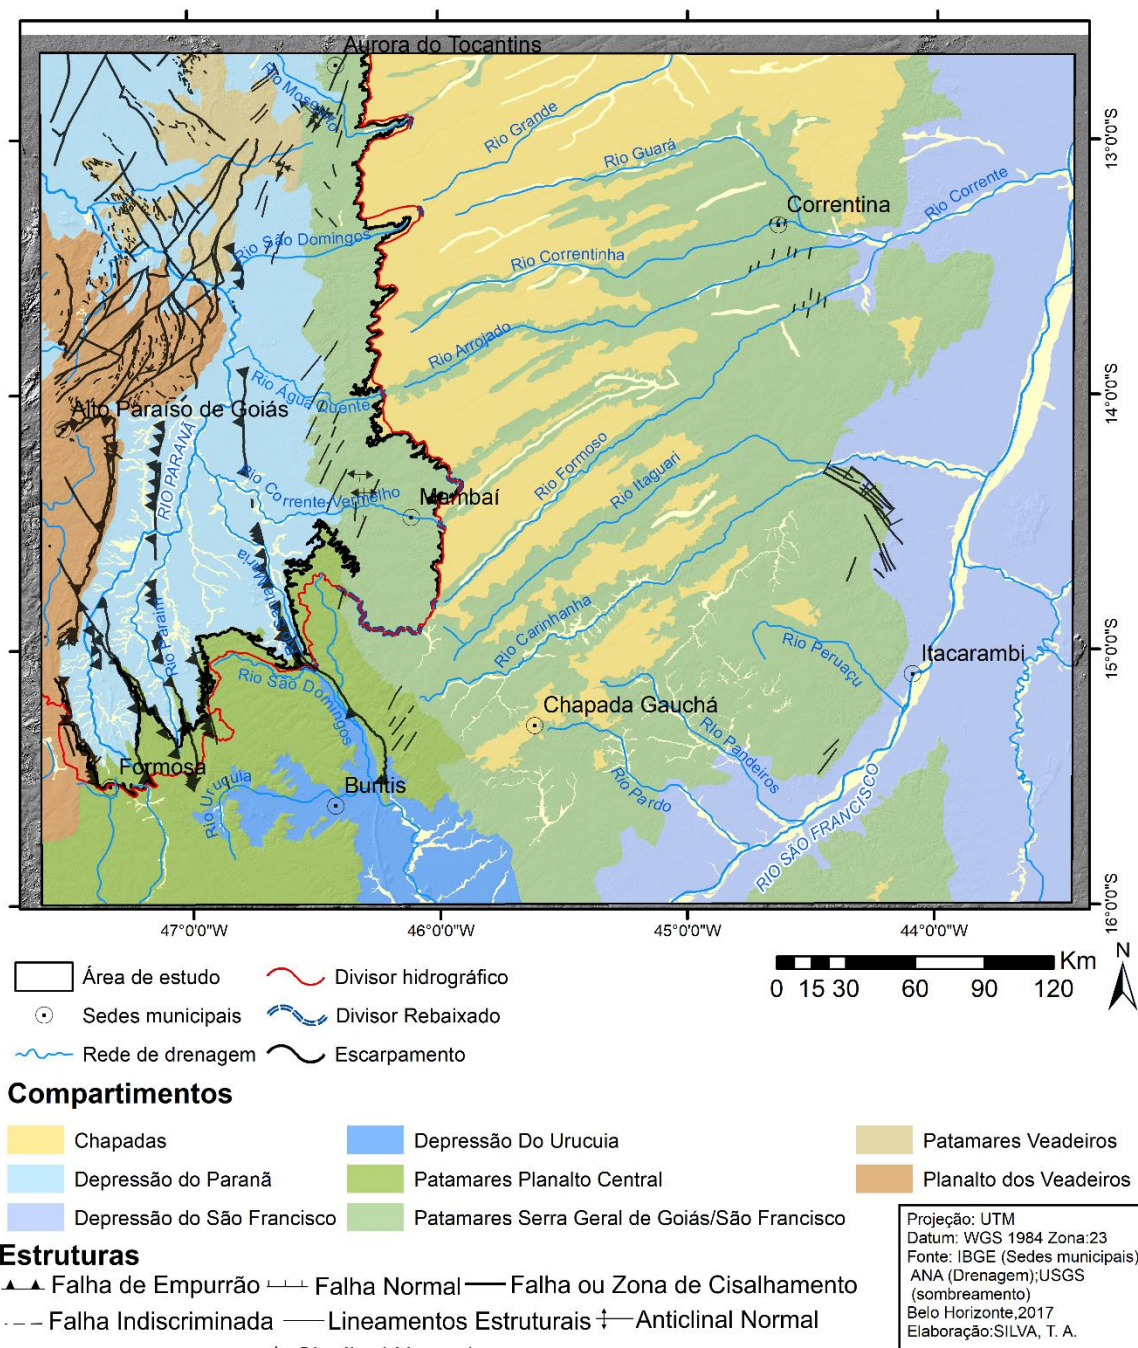 Aurora do Tocantins
Rio Mosquito
Rio Grande
Rio Guará
13°0'0"S
Correntina
Rio Corrente
Rio São Domingos
Rio Correntinha
Rio Arrojado
Rio Água Quente
14°0'0"S
Alto Paraíso de Goiás
RIO PARANÃ
Rio Formoso
Rio Itaguari
Rio Corrente-Vermelho
Mambaí
Rio Santa Maria
Rio Paraim
Rio Carinhanha
Rio Peruaçu
Itacarambi
15°0'0"S
Rio São Domingos
Chapada Gauchá
Rio Pandeiros
Formosa
Rio Urucuia
Buritis
Rio Pardo
RIO SÃO FRANCISCO
16°0'0"S
47°0'0"W 46°0'0"W 45°0'0"W 44°0'0"W
Área de estudo Divisor hidrográfico
Sedes municipais Divisor Rebaixado
Rede de drenagem Escarpamento
Km
0 15 30 60 90 120
N
Compartimentos
Chapadas Depressão Do Urucuia Patamares Veadeiros
Depressão do Paranã Patamares Planalto Central Planalto dos Veadeiros
Depressão do São Francisco Patamares Serra Geral de Goiás/São Francisco
Estruturas
Falha de Empurrão Falha Normal Falha ou Zona de Cisalhamento
Falha Indiscriminada Lineamentos Estruturais Anticlinal Normal
Projeção: UTM
Datum: WGS 1984 Zona:23
Fonte: IBGE (Sedes municipais)
ANA (Drenagem);USGS
(sombreamento)
Belo Horizonte,2017
Elaboração:SILVA, T. A.